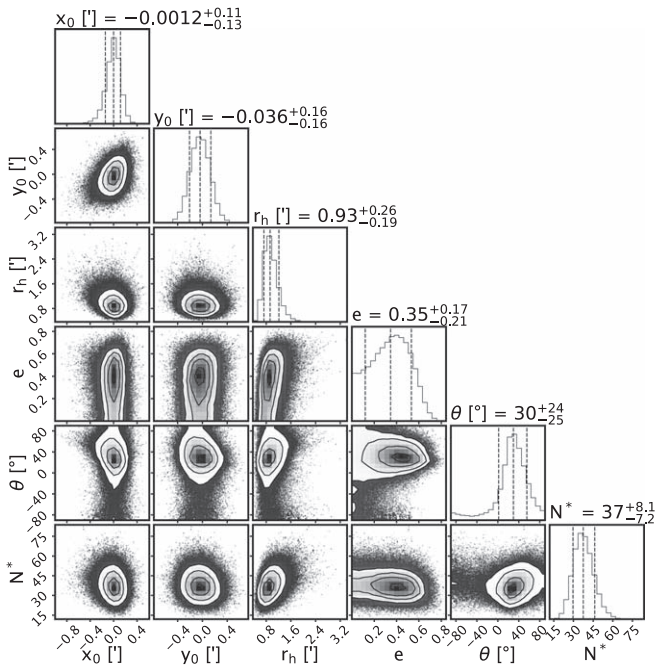 x₀ ['] = −0.0012 +0.11 −0.13
y₀ ['] = −0.036 +0.16 −0.16
0.4
0.0
−0.4
y₀ [']
r_h ['] = 0.93 +0.26 −0.19
3.2
2.4
1.6
0.8
r_h [']
e = 0.35 +0.17 −0.21
0.8
0.6
0.4
0.2
e
θ [°] = 30 +24 −25
80
40
0
−40
−80
θ [°]
N* = 37 +8.1 −7.2
75
60
45
30
15
N*
−0.8 −0.4 0.0 0.4 −0.4 0.0 0.4 0.8 1.6 2.4 3.2 0.2 0.4 0.6 0.8 −80 −40 0 40 80 15 30 45 60 75
x₀ ['] y₀ ['] r_h ['] e θ [°] N*